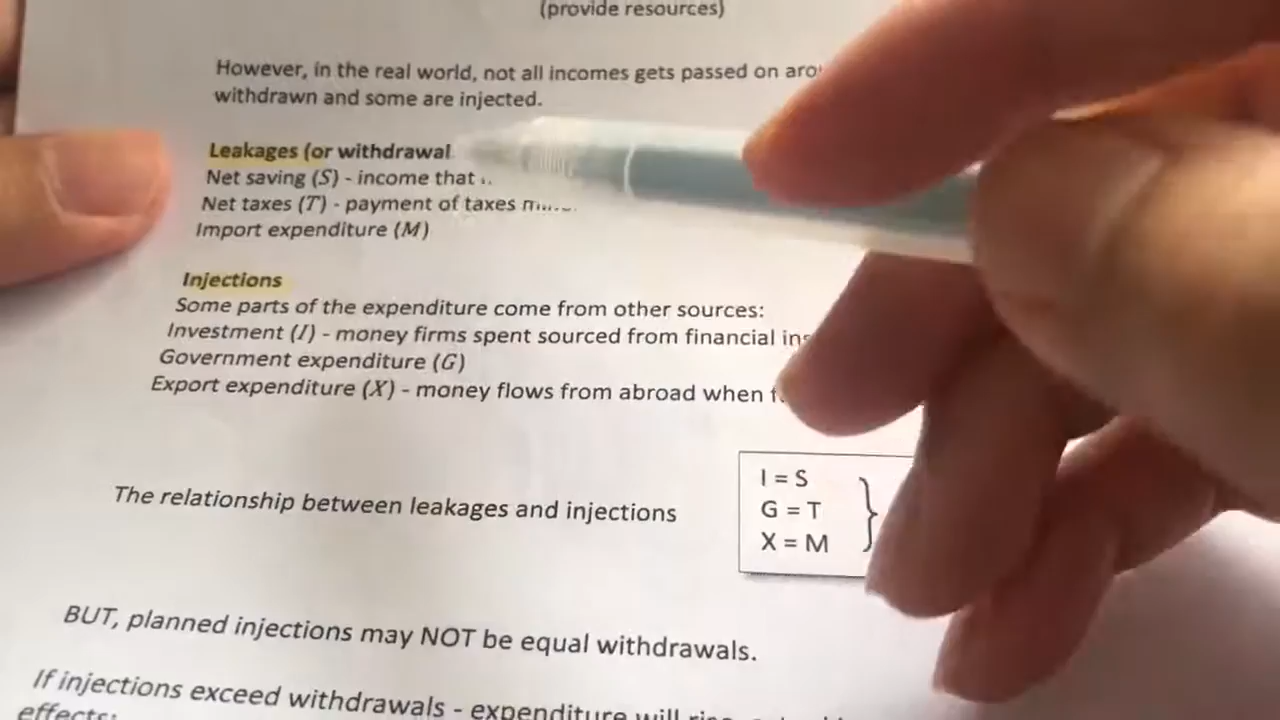 (provide resources)
However, in the real world, not all incomes gets passed on
withdrawn and some are injected.
Leakages (or withdrawal
Net saving (S) - income that
Net taxes (T) - payment of taxes
Import expenditure (M)
Injections
Some parts of the expenditure come from other sources:
Investment (I) - money firms spent sourced from financial
Government expenditure (G)
Export expenditure (X) - money flows from abroad when
The relationship between leakages and injections
I = S
G = T
X = M
BUT, planned injections may NOT be equal withdrawals.
If injections exceed withdrawals - expenditure will
effects: